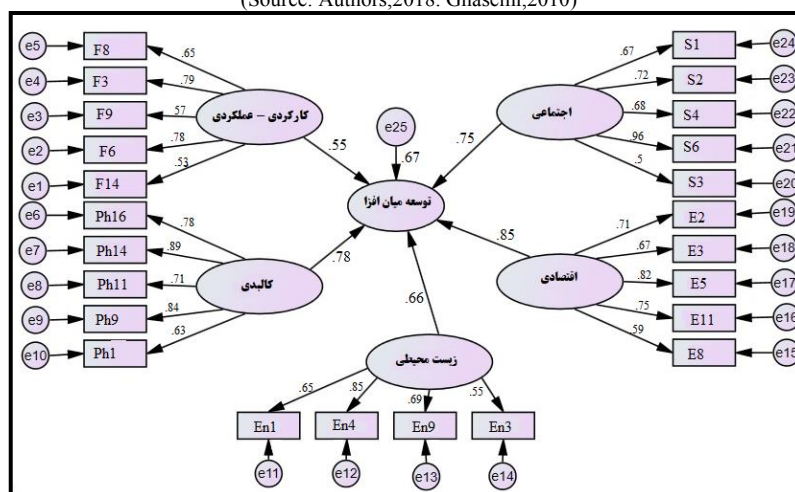 (Source: Authors,2018. Ghasemi,2010)
e5
F8
.65
e4
F3
.79
e3
F9
.57
e2
F6
.78
e1
F14
.53
کارکردی – عملکردی
.55
e6
Ph16
.78
e7
Ph14
.89
e8
Ph11
.71
e9
Ph9
.84
e10
Ph1
.63
کالبدی
.78
e25
.67
توسعه میان افزا
S1
e24
.67
S2
e23
.72
S4
e22
.68
S6
e21
.96
S3
e20
.5
اجتماعی
.75
E2
e19
.71
E3
e18
.67
E5
e17
.82
E11
e16
.75
E8
e15
.59
اقتصادی
.85
.66
زیست محیطی
.65
.85
.69
.55
En1
En4
En9
En3
e11
e12
e13
e14